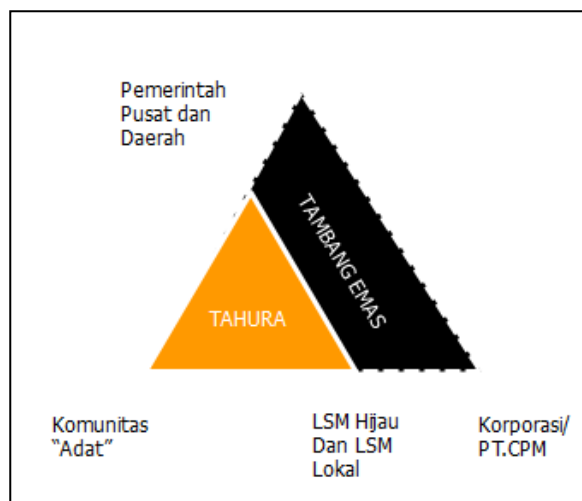 Pemerintah
Pusat dan
Daerah
TAMBANG EMAS
TAHURA
Komunitas
“Adat”
LSM Hijau
Dan LSM
Lokal
Korporasi/
PT.CPM